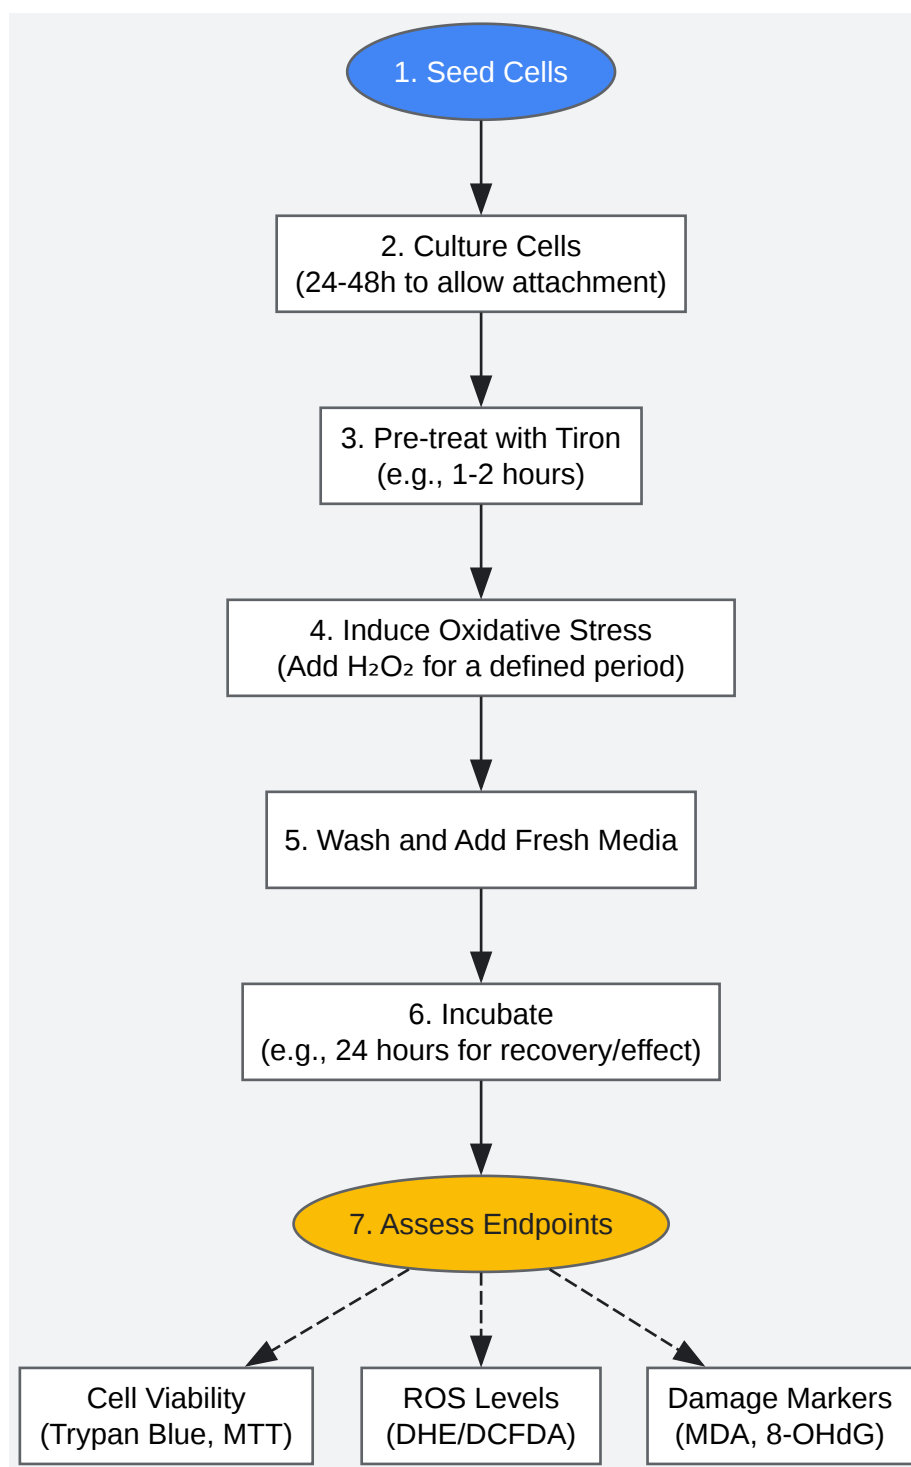 1. Seed Cells
2. Culture Cells
(24-48h to allow attachment)
3. Pre-treat with Tiron
(e.g., 1-2 hours)
4. Induce Oxidative Stress
(Add H₂O₂ for a defined period)
5. Wash and Add Fresh Media
6. Incubate
(e.g., 24 hours for recovery/effect)
7. Assess Endpoints
Cell Viability
(Trypan Blue, MTT)
ROS Levels
(DHE/DCFDA)
Damage Markers
(MDA, 8-OHdG)